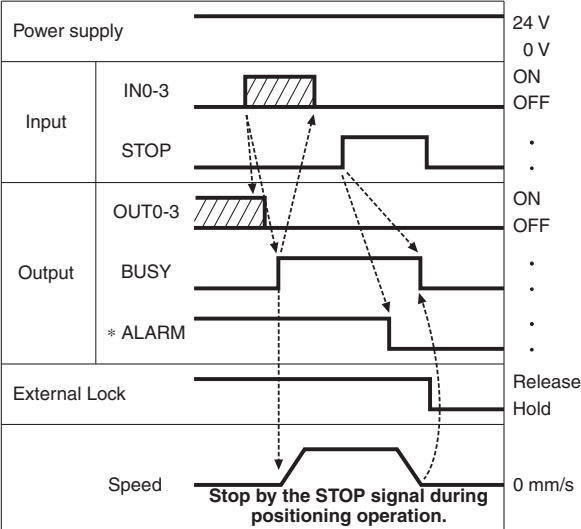 Power supply
24 V
0 V
Input
IN0-3
ON
OFF
STOP
Output
OUT0-3
ON
OFF
BUSY
* ALARM
External Lock
Release
Hold
Speed
0 mm/s
Stop by the STOP signal during
positioning operation.